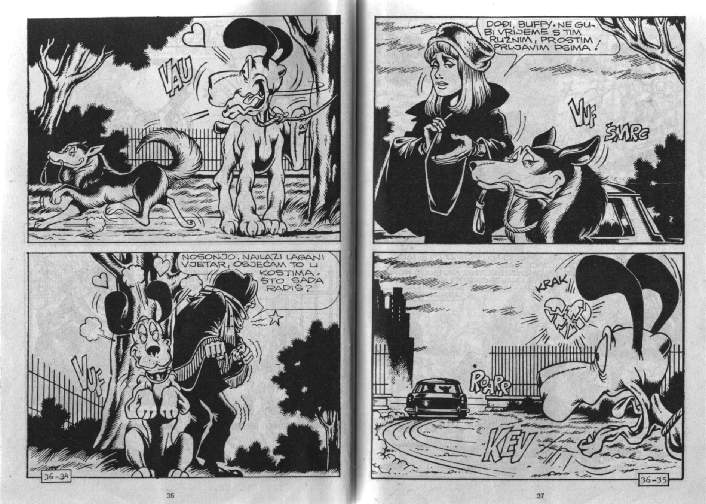 VAU
NOSONJO, NAILAZI LAGANI
VJETAR, OSJEĆAM TO U
KOSTIMA.
ŠTO SADA
RADIŠ?
VUF
36-34
36
DOĐI, BUFFY. NE GU-
BI VRIJEME S TIM
RUŽNIM, PROSTIM
PRLJAVIM PSIMA!
VUF
ŠMRC
KRAK
ROARR
KEV
36-35
37